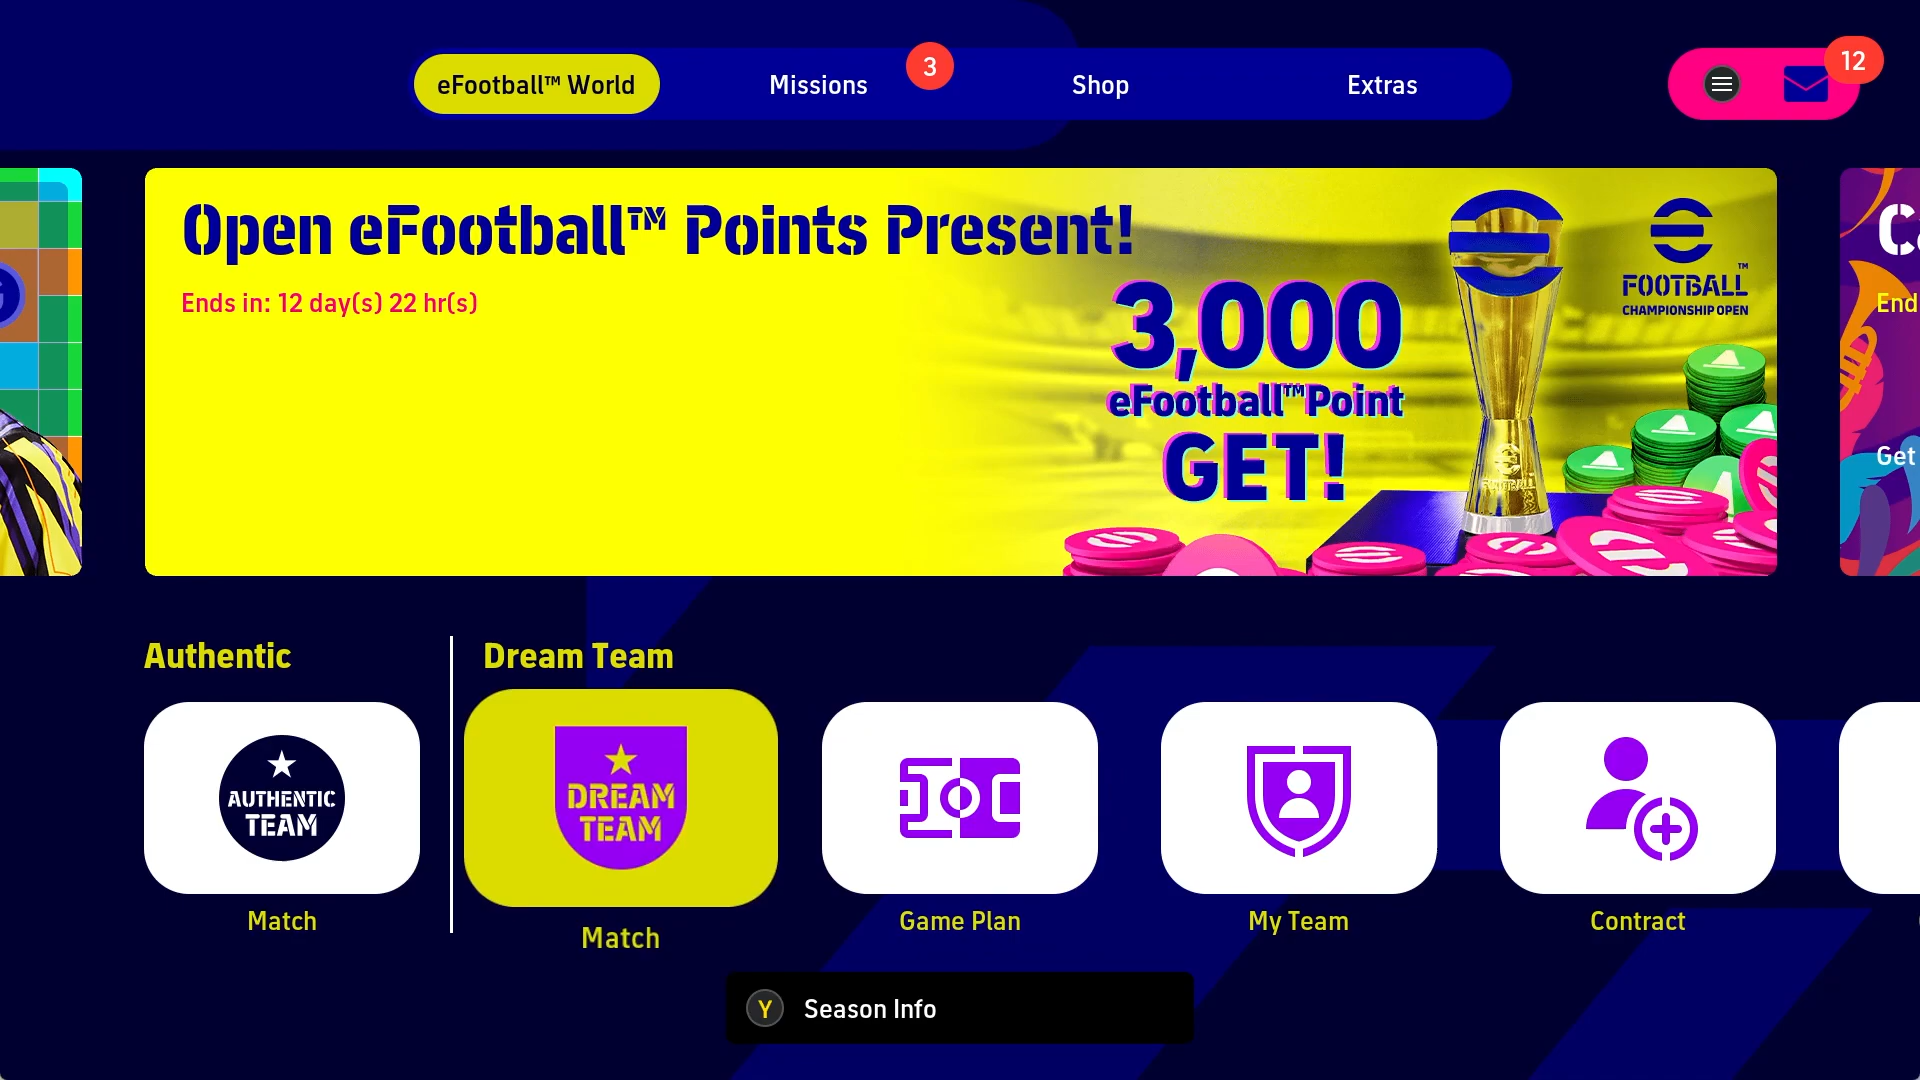 eFootball™ World
Missions
3
Shop
Extras
12
Open eFootball™ Points Present!
Ends in: 12 day(s) 22 hr(s)
3,000
eFootball™Point
GET!
FOOTBALL™
CHAMPIONSHIP OPEN
FOOTBALL
End
Get
Authentic
Dream Team
AUTHENTIC
TEAM
DREAM
TEAM
Match
Match
Game Plan
My Team
Contract
Y
Season Info